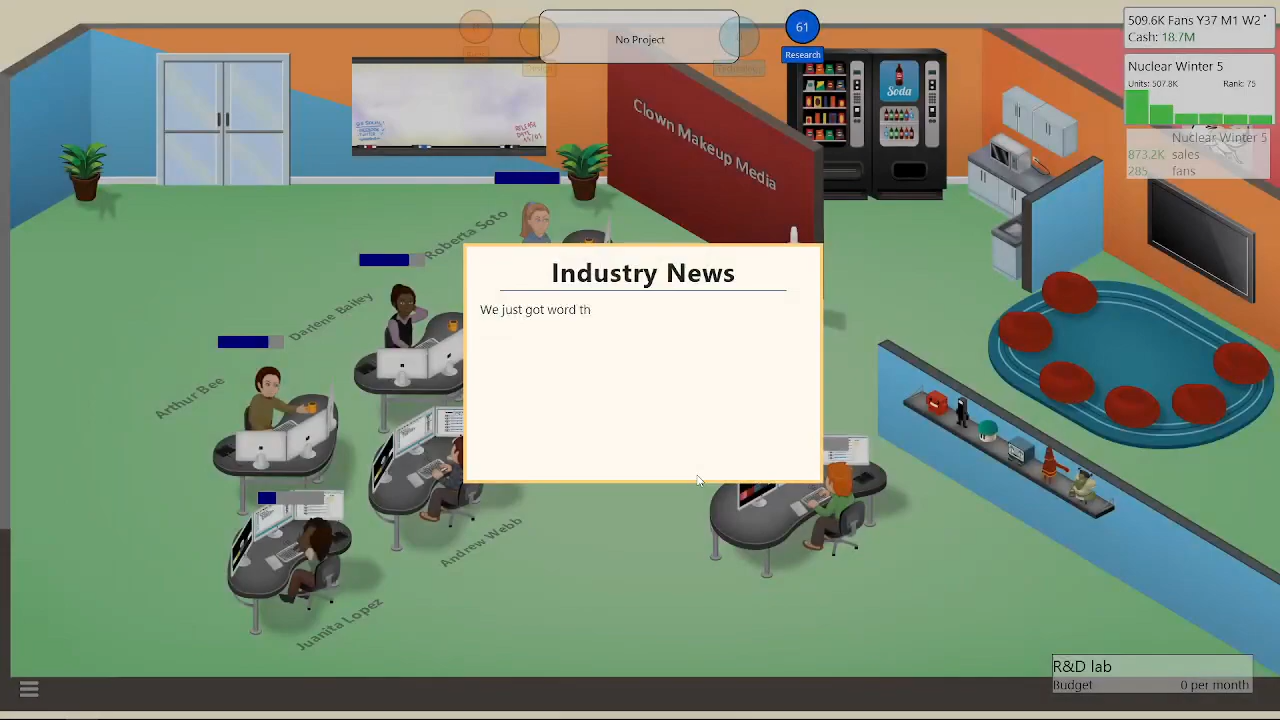 No Project
61
Research
509.6K Fans Y37 M1 W2
Cash: 18.7M
Nuclear Winter 5
Units: 507.8K
Rank: 75
Nuclear Winter 5
873.2K sales
285 fans
Soda
Clown Makeup Media
RELEASE
Roberta Soto
Darlene Bailey
Arthur Bee
Industry News
We just got word th
Andrew Webb
Juanita Lopez
R&D lab
Budget
0 per month